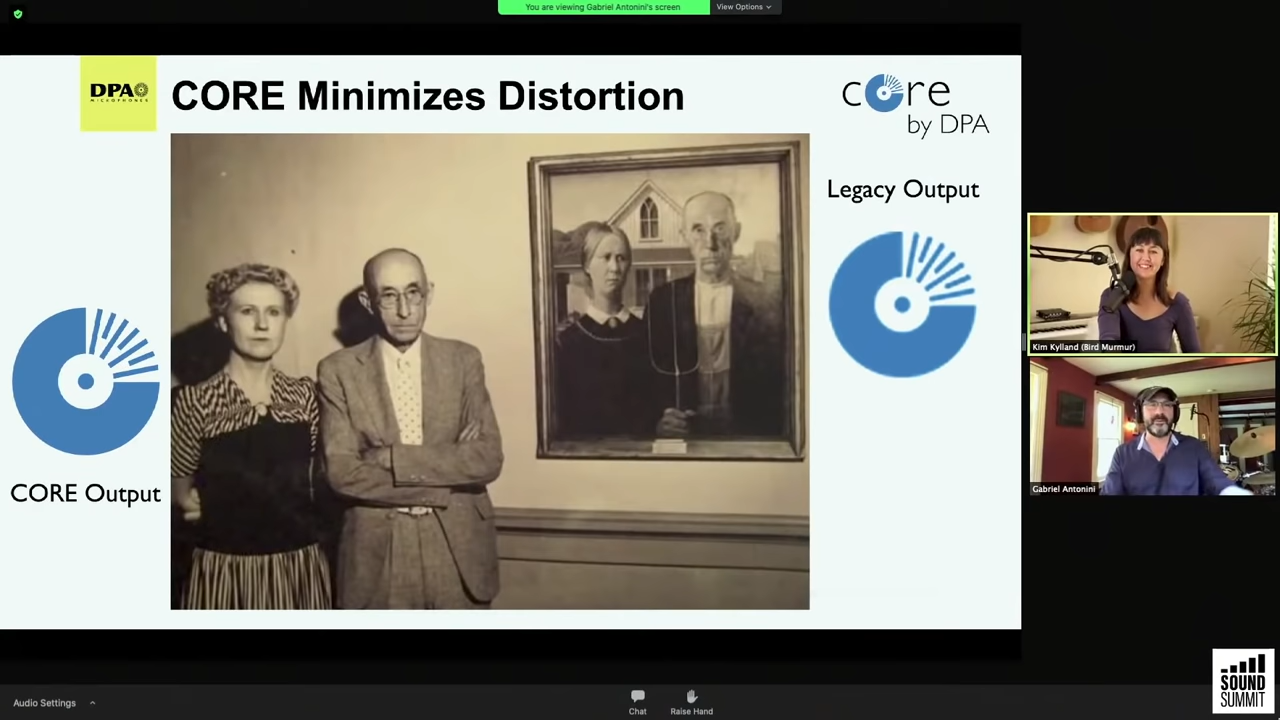 You are viewing Gabriel Antonini's screen
View Options
DPA
MICROPHONES
CORE Minimizes Distortion
core
by DPA
Legacy Output
CORE Output
Kim Kylland (Bird Murmur)
Gabriel Antonini
Audio Settings
Chat
Raise Hand
SOUND
SUMMIT